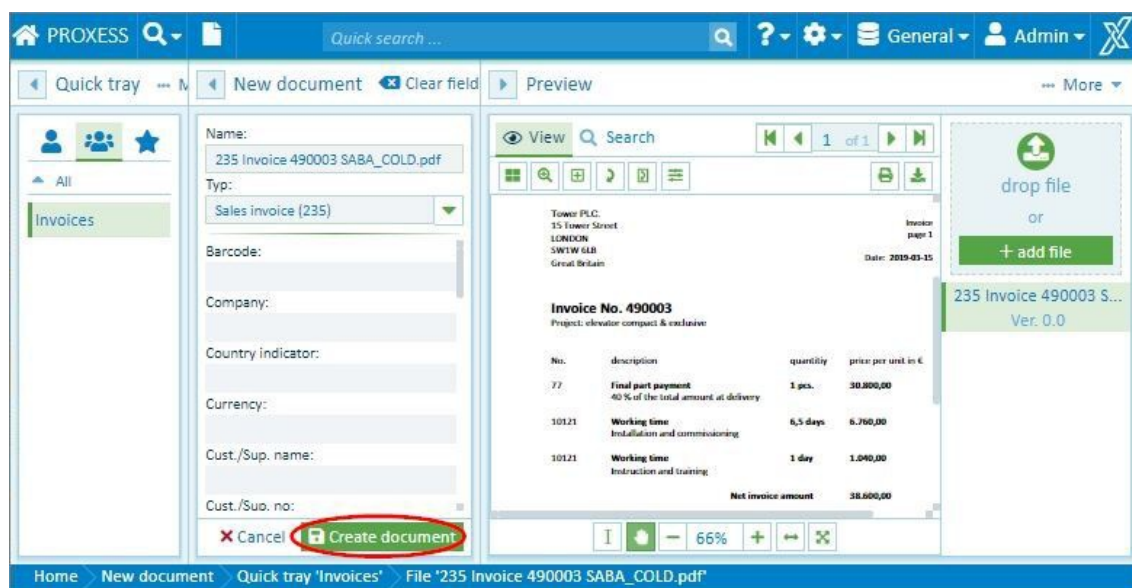 PROXESS Quick search ... General Admin
Quick tray New document Clear field Preview More
All
Invoices
Name:
235 Invoice 490003 SABA_COLD.pdf
Typ:
Sales invoice (235)
Barcode:
Company:
Country indicator:
Currency:
Cust./Sup. name:
Cust./Sup. no:
Cancel Create document
View Search 1 of 1
Tower PLC.
15 Tower Street
LONDON
SW1W 6LB
Great Britain
Invoice
page 1
Date: 2019-03-15
Invoice No. 490003
Project: elevator compact & exclusive
No. description quantitiy price per unit in €
77 Final part payment 1 pcs. 30.800,00
40 % of the total amount at delivery
10121 Working time 6,5 days 6.760,00
Installation and commissioning
10121 Working time 1 day 1.040,00
Instruction and training
Net invoice amount 38.600,00
66%
drop file
or
+ add file
235 Invoice 490003 S...
Ver. 0.0
Home New document Quick tray 'Invoices' File '235 Invoice 490003 SABA_COLD.pdf'